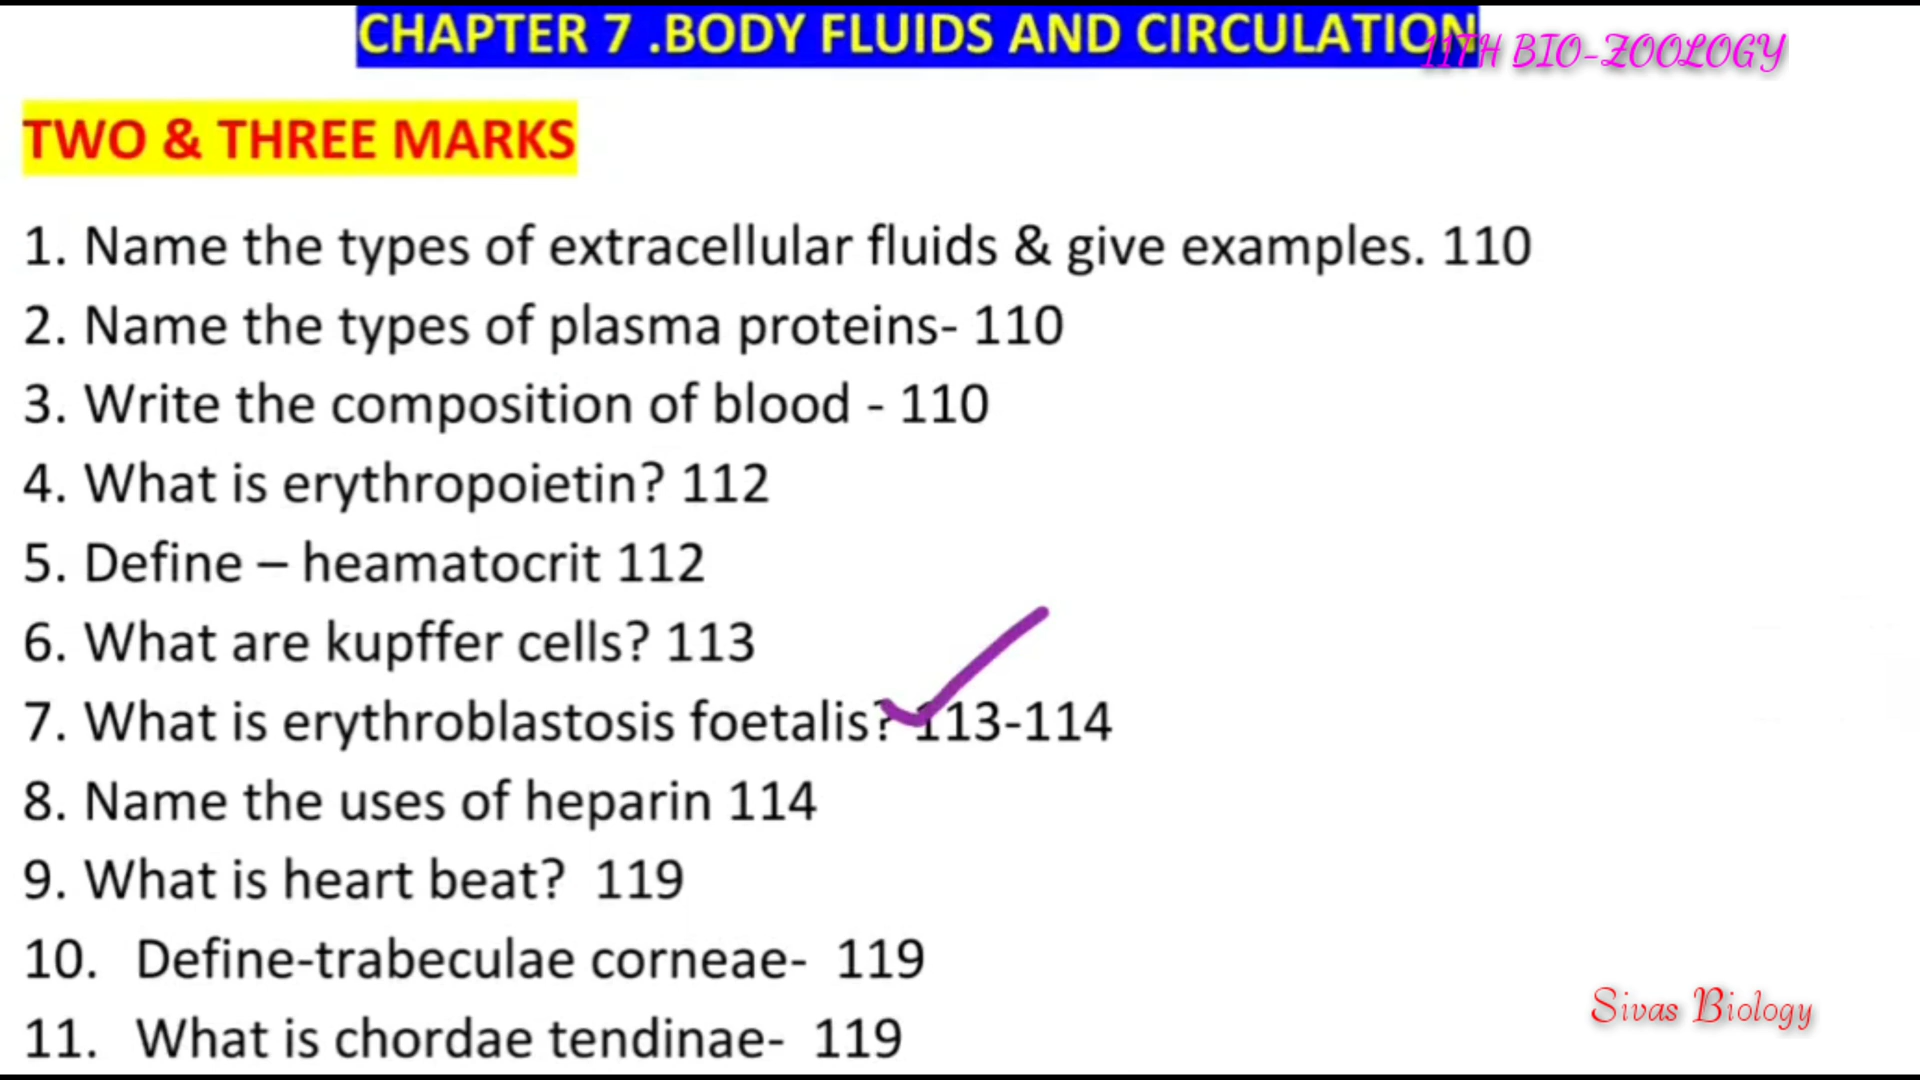 CHAPTER 7 .BODY FLUIDS AND CIRCULATION
11TH BIO-ZOOLOGY
TWO & THREE MARKS
1. Name the types of extracellular fluids & give examples. 110
2. Name the types of plasma proteins- 110
3. Write the composition of blood - 110
4. What is erythropoietin? 112
5. Define – heamatocrit 112
6. What are kupffer cells? 113
7. What is erythroblastosis foetalis? 113-114
8. Name the uses of heparin 114
9. What is heart beat? 119
10. Define-trabeculae corneae- 119
11. What is chordae tendinae- 119
Sivas Biology